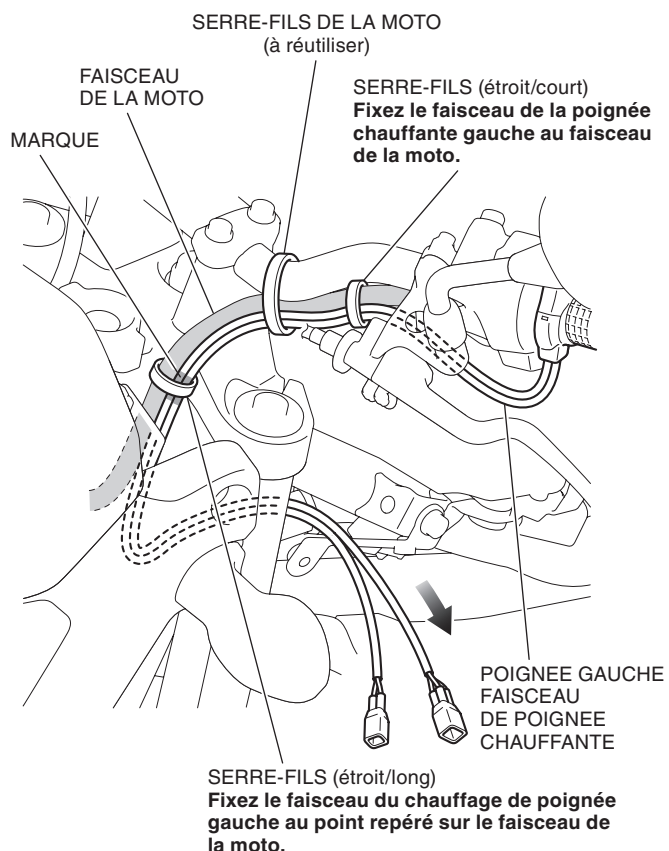 SERRE-FILS DE LA MOTO
(à réutiliser)
FAISCEAU
DE LA MOTO
MARQUE
SERRE-FILS (étroit/court)
Fixez le faisceau de la poignée
chauffante gauche au faisceau
de la moto.
POIGNEE GAUCHE
FAISCEAU
DE POIGNEE
CHAUFFANTE
SERRE-FILS (étroit/long)
Fixez le faisceau du chauffage de poignée
gauche au point repéré sur le faisceau de
la moto.